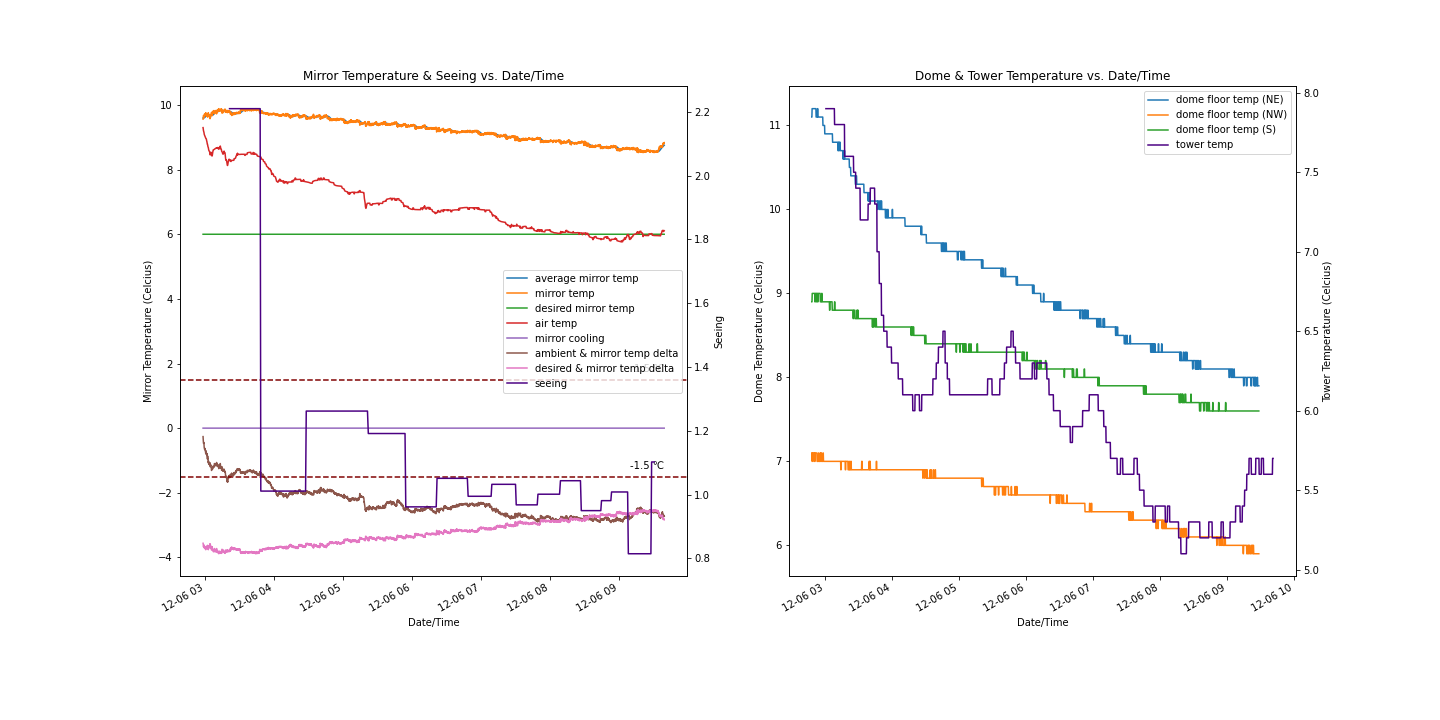 Mirror Temperature & Seeing vs. Date/Time
Mirror Temperature (Celcius)
10
8
6
4
2
0
−2
−4
2.2
2.0
1.8
1.6
1.4
1.2
1.0
0.8
Seeing
average mirror temp
mirror temp
desired mirror temp
air temp
mirror cooling
ambient & mirror temp delta
desired & mirror temp delta
seeing
-1.5 °C
12-06 03
12-06 04
12-06 05
12-06 06
12-06 07
12-06 08
12-06 09
Date/Time
Dome & Tower Temperature vs. Date/Time
Dome Temperature (Celcius)
11
10
9
8
7
6
8.0
7.5
7.0
6.5
6.0
5.5
5.0
Tower Temperature (Celcius)
dome floor temp (NE)
dome floor temp (NW)
dome floor temp (S)
tower temp
12-06 03
12-06 04
12-06 05
12-06 06
12-06 07
12-06 08
12-06 09
12-06 10
Date/Time